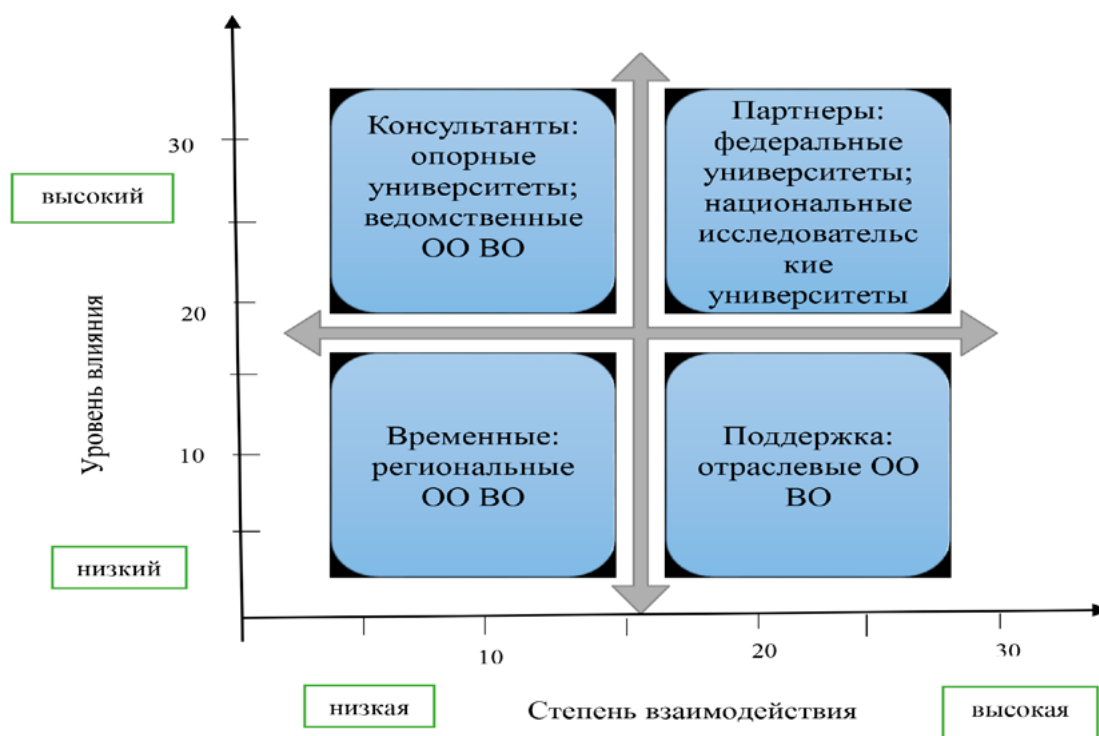 30
высокий
20
Уровень влияния
10
низкий
Консультанты:
опорные
университеты;
ведомственные
ОО ВО
Партнеры:
федеральные
университеты;
национальные
исследовательс
кие
университеты
Временные:
региональные
ОО ВО
Поддержка:
отраслевые ОО
ВО
10
20
30
низкая
Степень взаимодействия
высокая